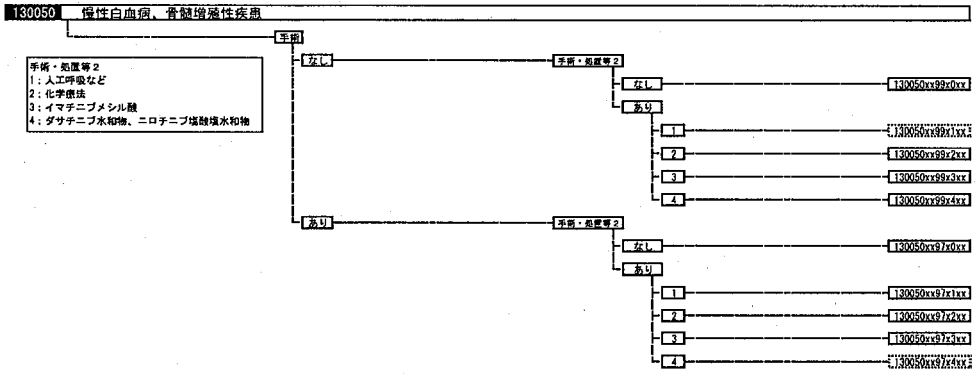 130050 慢性白血病、骨髄増殖性疾患
手術
手術・処置等2
1;人工呼吸など
2;化学療法
3;イマチニブメシル酸
4;ダサチニブ水和物、ニロチニブ塩酸塩水和物
なし
手術・処置等2
なし
130050xx99x0xx
あり
1
130050xx99x1xx
2
130050xx99x2xx
3
130050xx99x3xx
4
130050xx99x4xx
あり
手術・処置等2
なし
130050xx97x0xx
あり
1
130050xx97x1xx
2
130050xx97x2xx
3
130050xx97x3xx
4
130050xx97x4xx